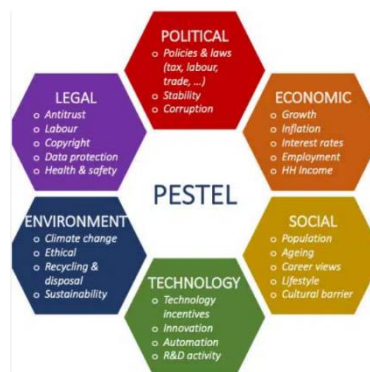 POLITICAL
o Policies & laws
(tax, labour,
trade, ...)
o Stability
o Corruption
LEGAL
o Antitrust
o Labour
o Copyright
o Data protection
o Health & safety
ECONOMIC
o Growth
o Inflation
o Interest rates
o Employment
o HH Income
PESTEL
ENVIRONMENT
o Climate change
o Ethical
o Recycling &
disposal
o Sustainability
SOCIAL
o Population
o Ageing
o Career views
o Lifestyle
o Cultural barrier
TECHNOLOGY
o Technology
incentives
o Innovation
o Automation
o R&D activity